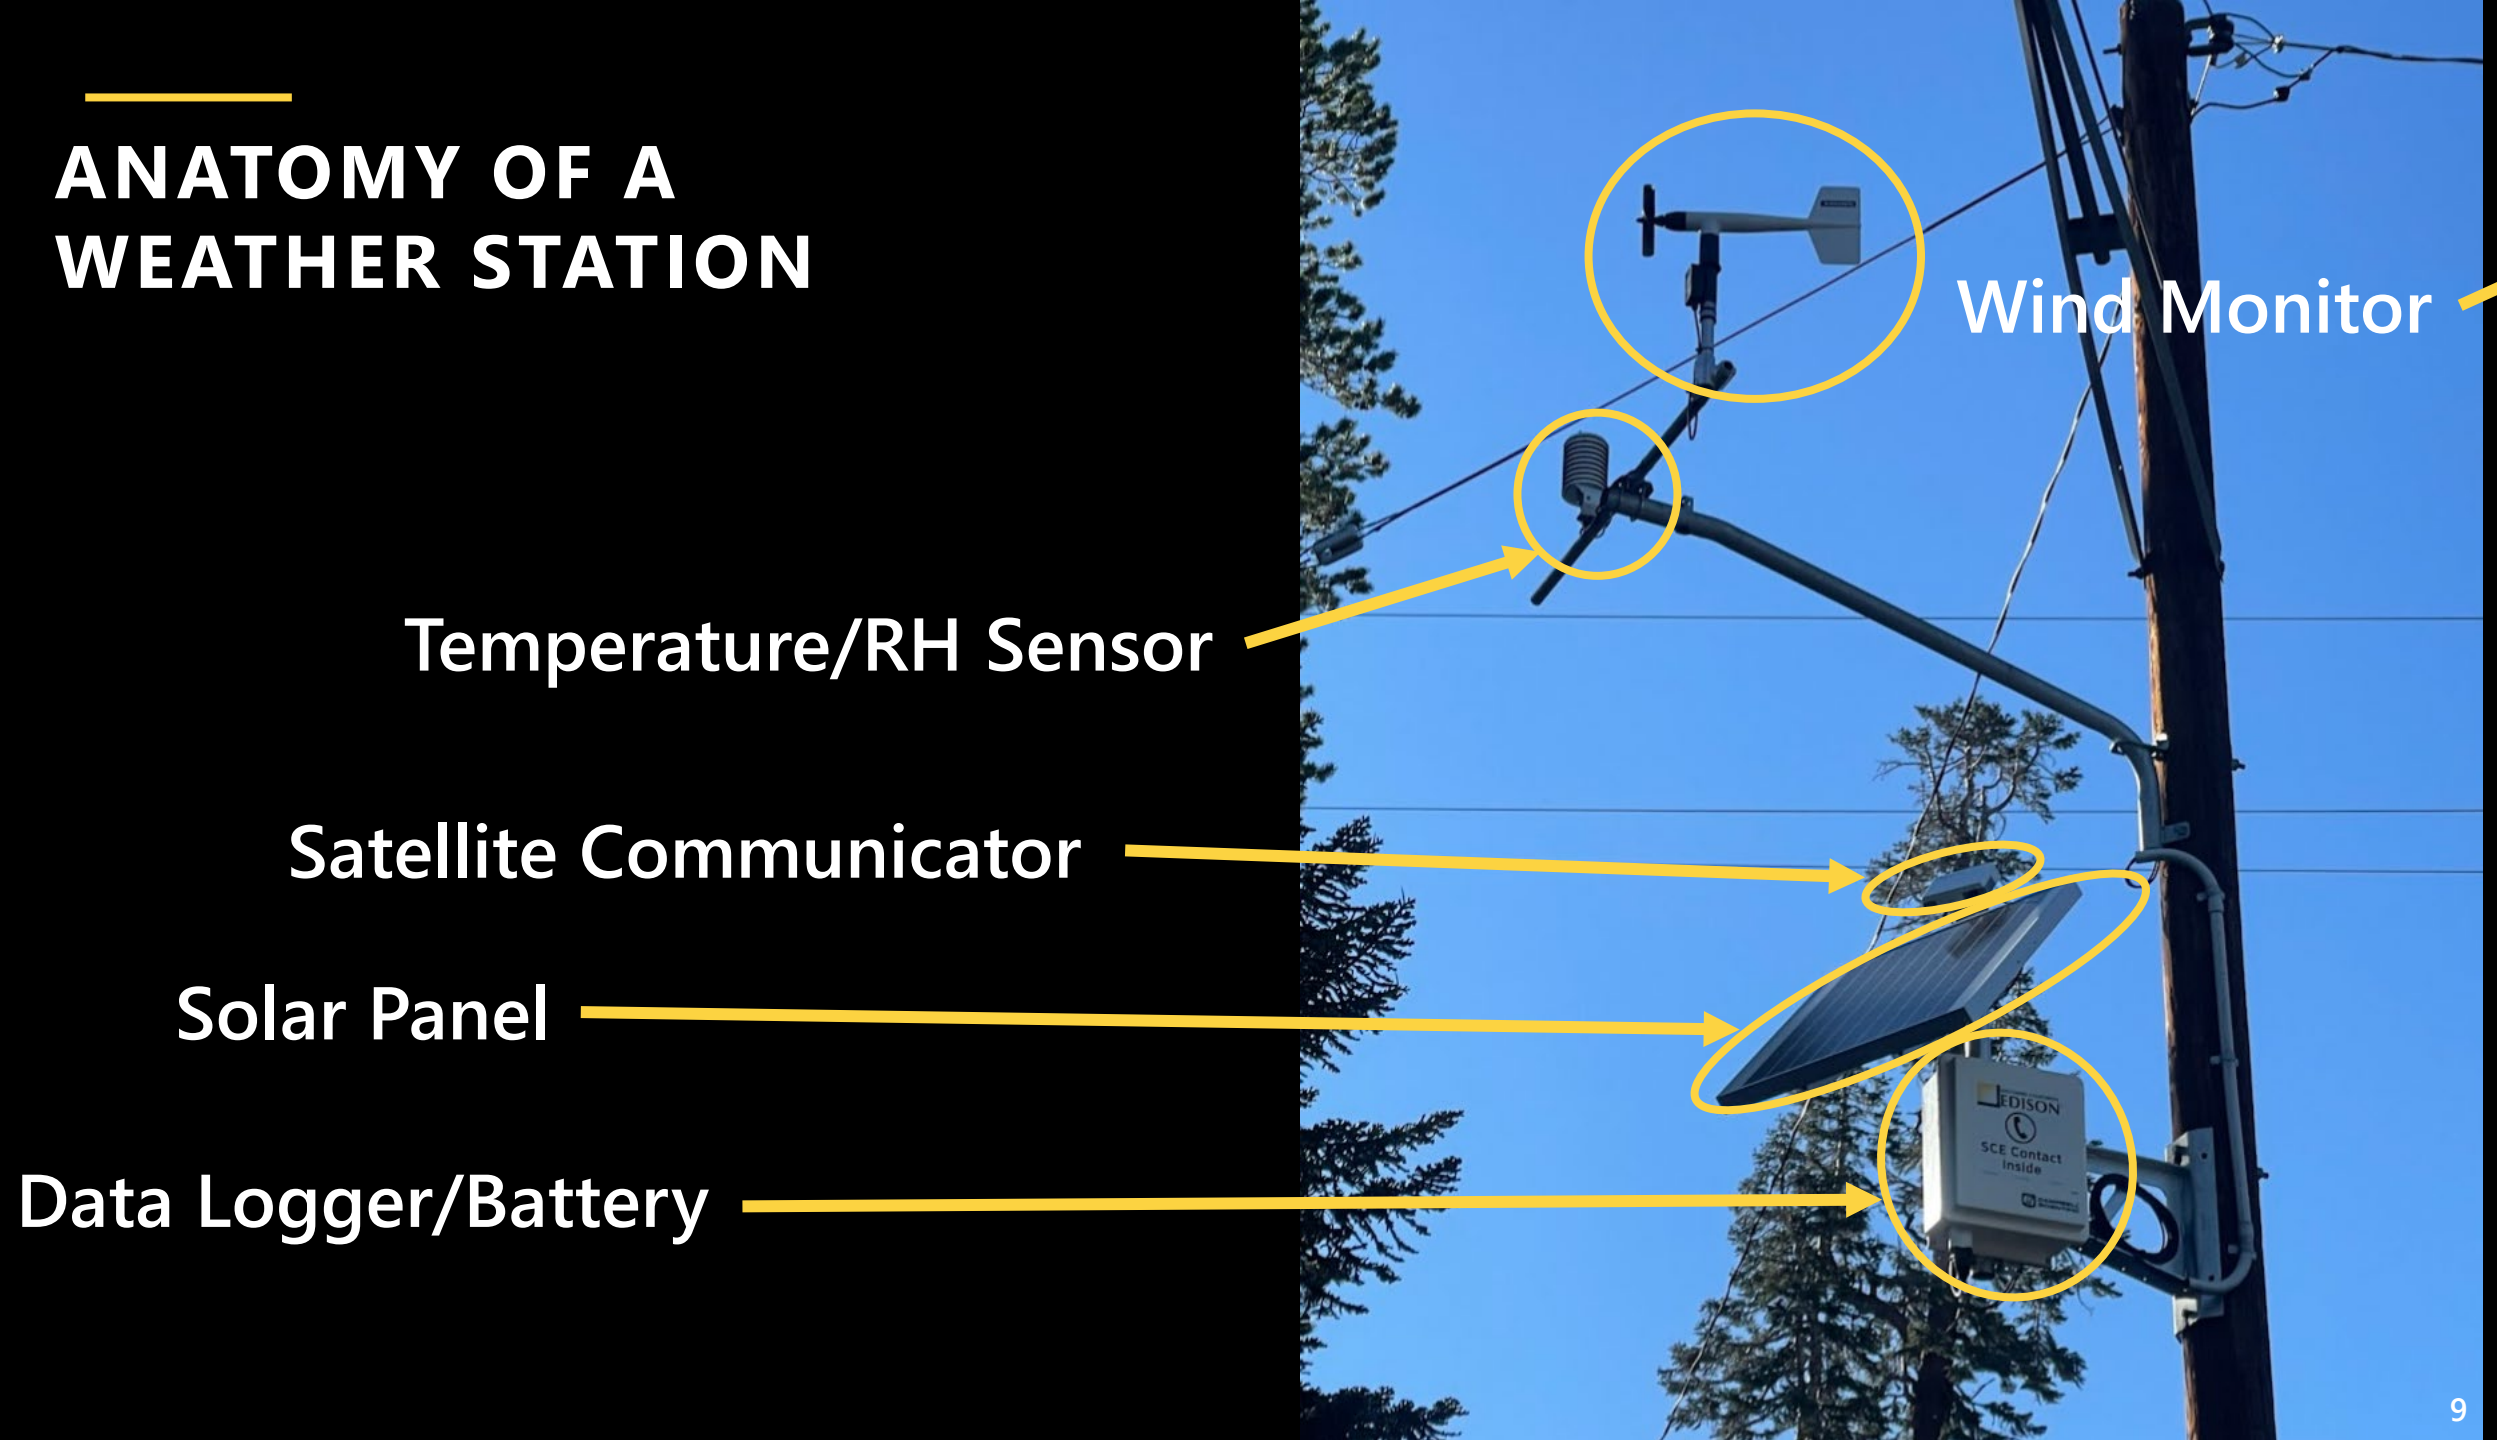 ANATOMY OF A
WEATHER STATION
Wind Monitor
Temperature/RH Sensor
Satellite Communicator
Solar Panel
Data Logger/Battery
EDISON
SCE Contact
Inside
9